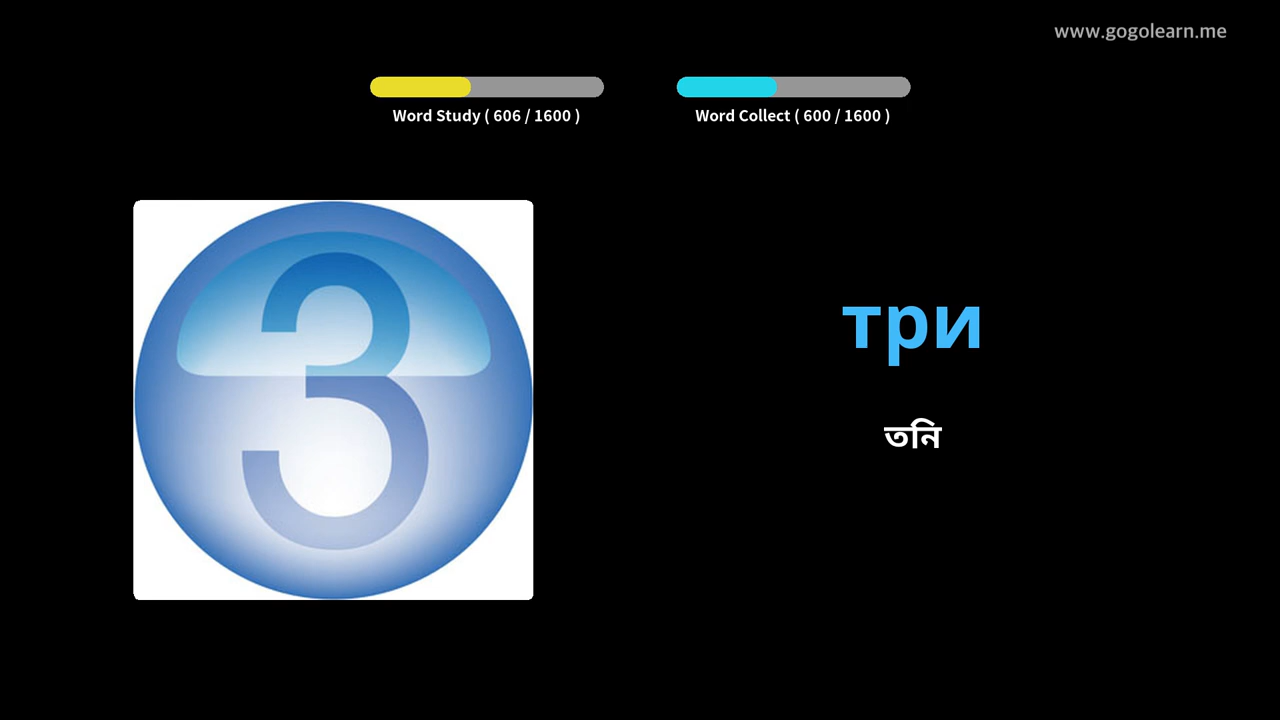 www.gogolearn.me
Word Study ( 606 / 1600 )
Word Collect ( 600 / 1600 )
3
три
তনি